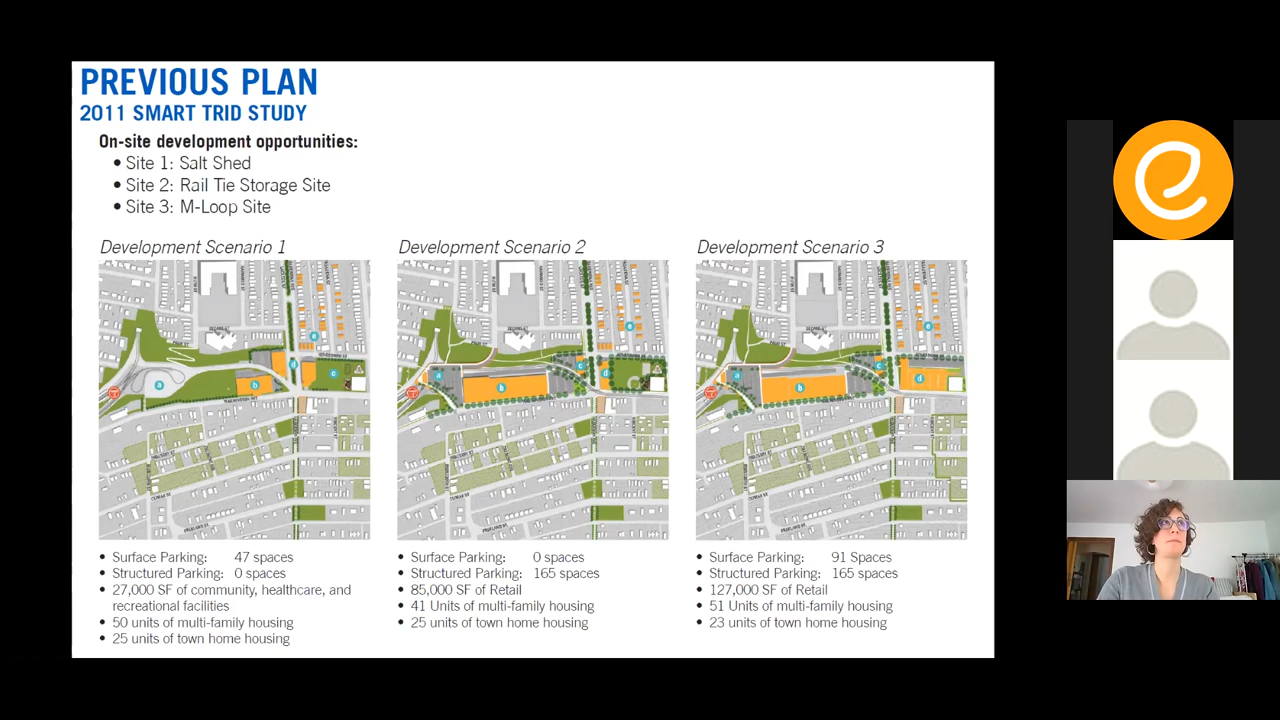 PREVIOUS PLAN
2011 SMART TRID STUDY
On-site development opportunities:
• Site 1: Salt Shed
• Site 2: Rail Tie Storage Site
• Site 3: M-Loop Site
Development Scenario 1
Development Scenario 2
Development Scenario 3
a
b
c
d
e
a
b
c
d
e
a
b
c
d
e
• Surface Parking: 47 spaces
• Structured Parking: 0 spaces
• 27,000 SF of community, healthcare, and
recreational facilities
• 50 units of multi-family housing
• 25 units of town home housing
• Surface Parking: 0 spaces
• Structured Parking: 165 spaces
• 85,000 SF of Retail
• 41 Units of multi-family housing
• 25 units of town home housing
• Surface Parking: 91 Spaces
• Structured Parking: 165 spaces
• 127,000 SF of Retail
• 51 Units of multi-family housing
• 23 units of town home housing